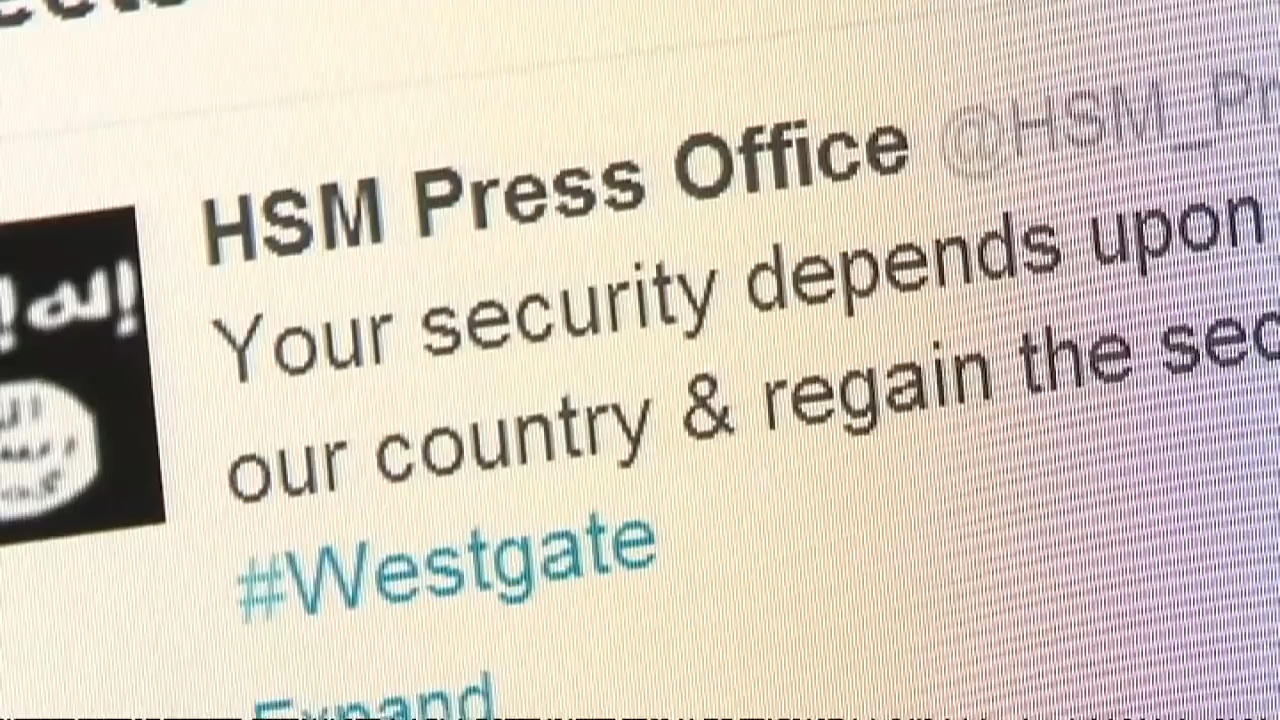 HSM Press Office @HSM_Pr
Your security depends upon
our country & regain the sec
#Westgate
Expand